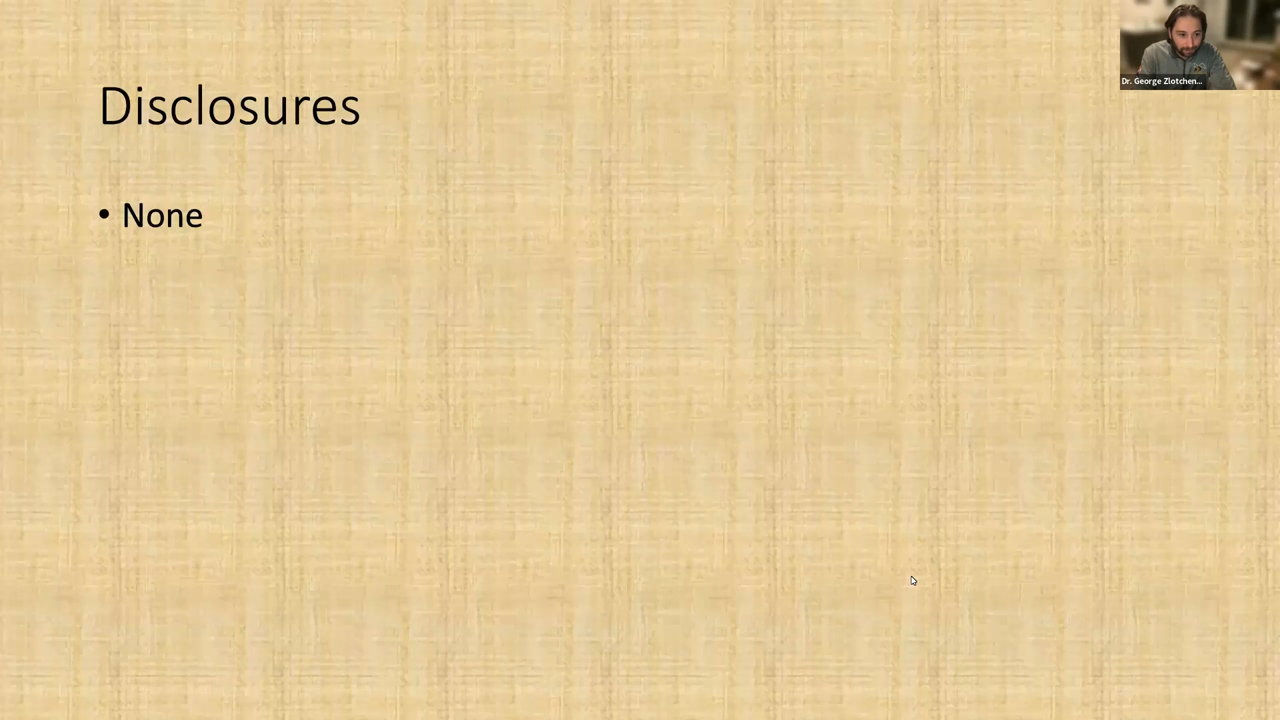 Disclosures
• None
Dr. George Zlotchen...